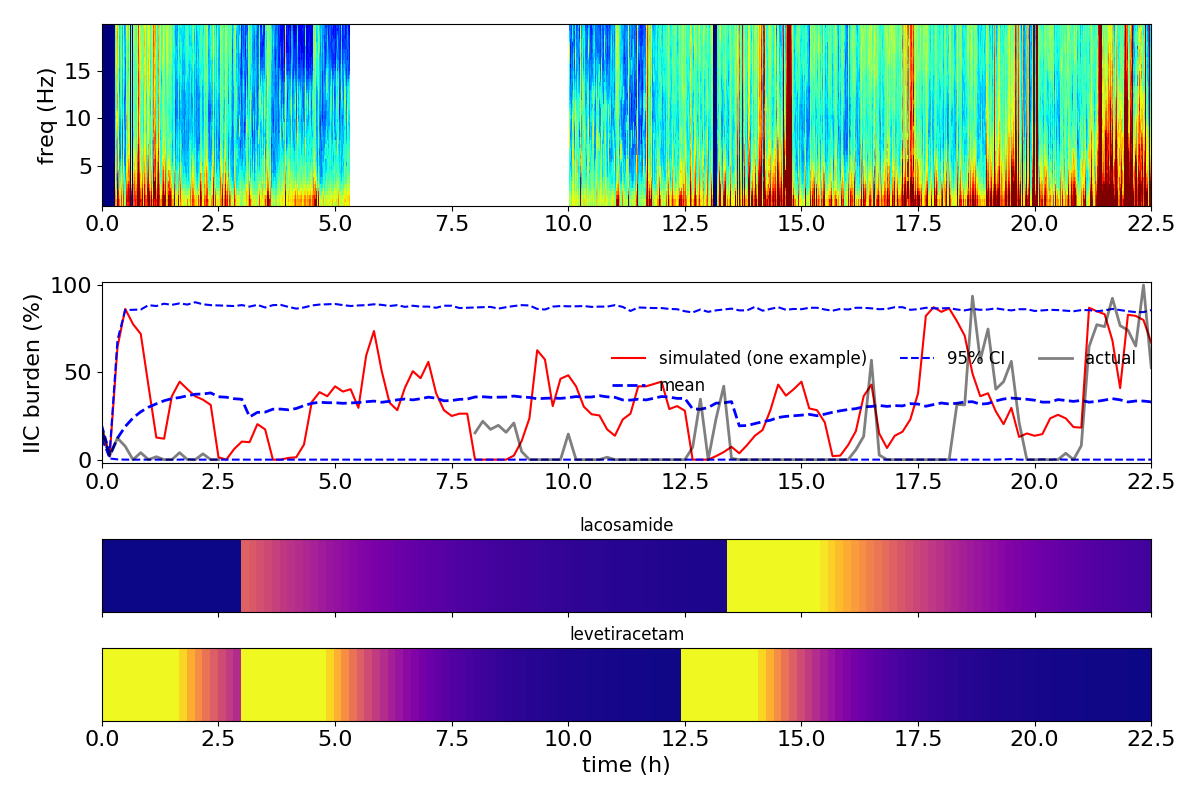 freq (Hz)
15
10
5
0.0 2.5 5.0 7.5 10.0 12.5 15.0 17.5 20.0 22.5
IIC burden (%)
100
50
0
simulated (one example) 95% CI actual
mean
0.0 2.5 5.0 7.5 10.0 12.5 15.0 17.5 20.0 22.5
lacosamide
levetiracetam
0.0 2.5 5.0 7.5 10.0 12.5 15.0 17.5 20.0 22.5
time (h)